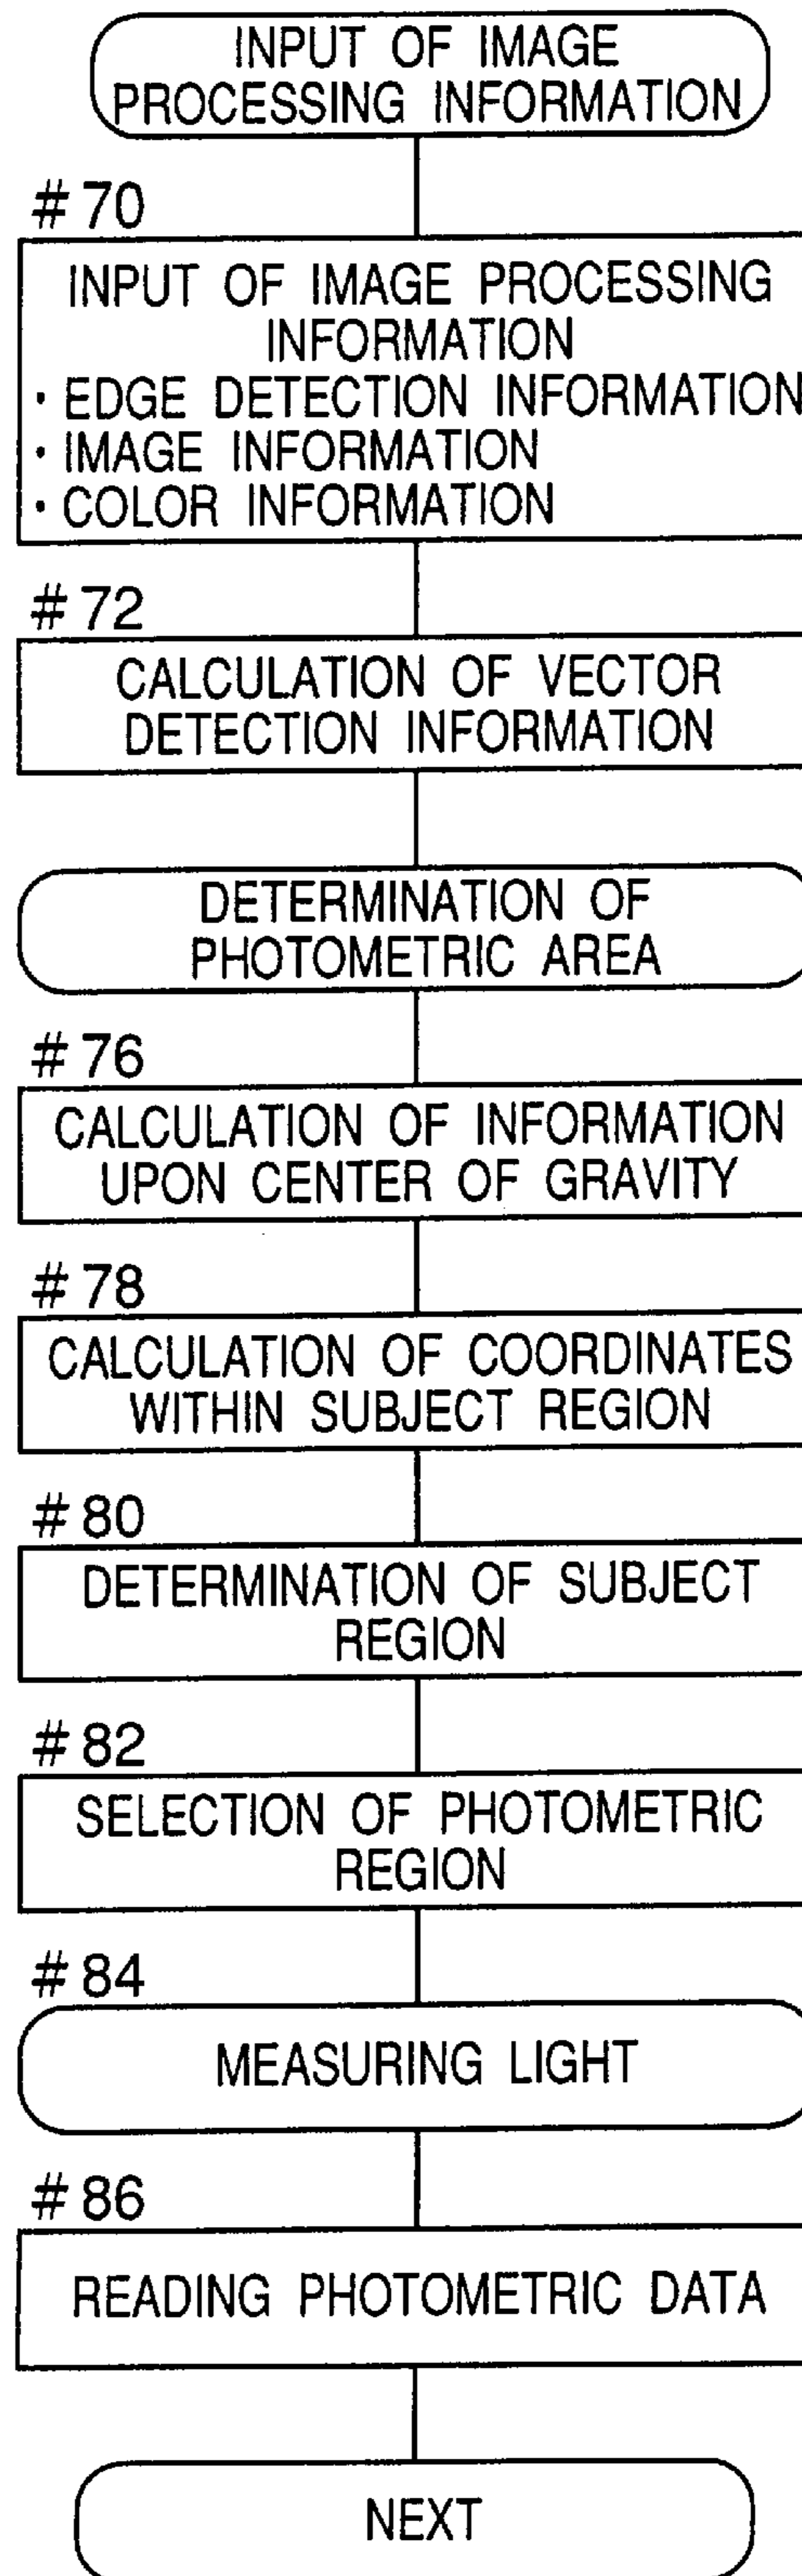 INPUT OF IMAGE
PROCESSING INFORMATION
#70
INPUT OF IMAGE PROCESSING
INFORMATION
· EDGE DETECTION INFORMATION
· IMAGE INFORMATION
· COLOR INFORMATION
#72
CALCULATION OF VECTOR
DETECTION INFORMATION
DETERMINATION OF
PHOTOMETRIC AREA
#76
CALCULATION OF INFORMATION
UPON CENTER OF GRAVITY
#78
CALCULATION OF COORDINATES
WITHIN SUBJECT REGION
#80
DETERMINATION OF SUBJECT
REGION
#82
SELECTION OF PHOTOMETRIC
REGION
#84
MEASURING LIGHT
#86
READING PHOTOMETRIC DATA
NEXT